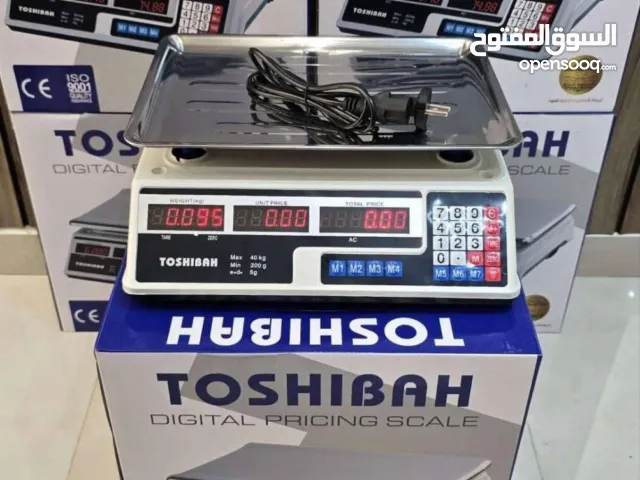 السوق المفتوح
opensooq.com
TOSHIBAH
CE
ISO
9001
QUALITY
TOSHIBAH
DIGITAL PRICING SCALE
WEIGHT(kg) UNIT PRICE TOTAL PRICE
0.095 0.00 0.00
TARE ZERO AC
TOSHIBAH
Max 40 kg
Min 200 g
e=d= 5g
M1 M2 M3 M4
7 8 9 C
4 5 6
1 2 3
0 . M
M5 M6 M7
TOSHIBAH
TOSHIBAH
DIGITAL PRICING SCALE